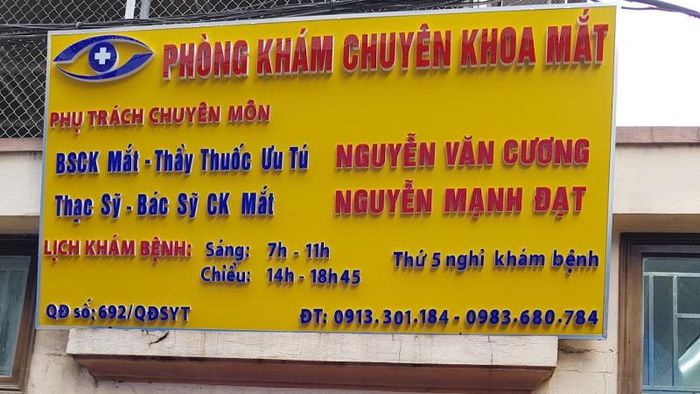 PHÒNG KHÁM CHUYÊN KHOA MẮT
PHỤ TRÁCH CHUYÊN MÔN
BSCK Mắt - Thầy Thuốc Ưu Tú NGUYỄN VĂN CƯƠNG
Thạc Sỹ - Bác Sỹ CK Mắt NGUYỄN MẠNH ĐẠT
LỊCH KHÁM BỆNH: Sáng: 7h - 11h
Chiều: 14h - 18h45
Thứ 5 nghỉ khám bệnh
QĐ số: 692/QĐSYT ĐT: 0913.301.184 - 0983.680.784